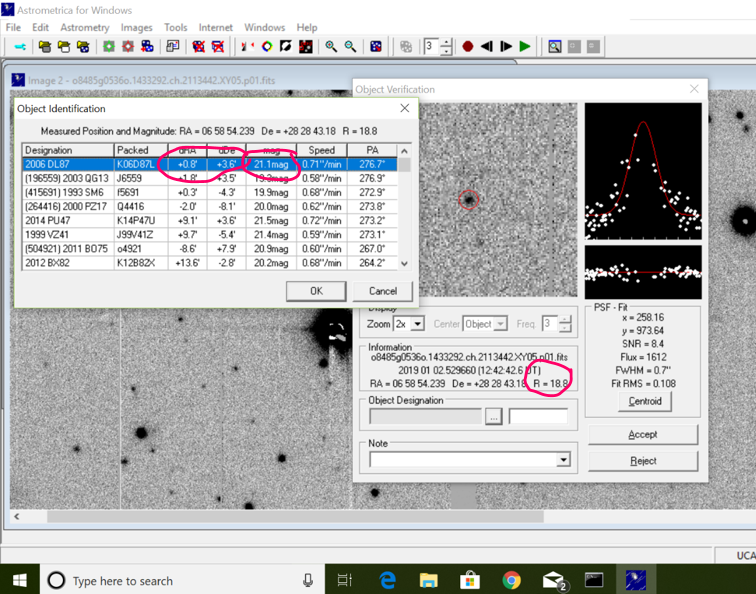 Astrometrica for Windows
File Edit Astrometry Images Tools Internet Windows Help
3
Image 2 - o8485g0536o.1433292.ch.2113442.XY05.p01.fits
Object Verification
Object Identification
Measured Position and Magnitude: RA = 06 58 54.239 De = +28 28 43.18 R = 18.8
Designation Packed dRA dDe mag Speed PA
2006 DL87 K06D87L +0.8' +3.6' 21.1mag 0.71"/min 276.7°
(196559) 2003 QG13 J6559 +1.8' +3.5' 19.3mag 0.58"/min 276.9°
(415691) 1993 SM6 f5691 +0.3' -4.3' 19.9mag 0.68"/min 272.9°
(264416) 2000 PZ17 Q4416 -2.0' -8.1' 20.0mag 0.62"/min 273.8°
2014 PU47 K14P47U +9.1' +3.6' 21.5mag 0.72"/min 273.2°
1999 VZ41 J99V41Z +9.7' -5.4' 21.4mag 0.59"/min 273.1°
(504921) 2011 BO75 o4921 -8.6' +7.9' 20.9mag 0.60"/min 267.0°
2012 BX82 K12B82X +13.6' -2.8' 20.2mag 0.68"/min 264.2°
OK Cancel
Display
Zoom 2x Center Object Freq. 3
Information
o8485g0536o.1433292.ch.2113442.XY05.p01.fits
2019 01 02.529660 (12:42:42.6 UT)
RA = 06 58 54.239 De = +28 28 43.18 R = 18.8
Object Designation
...
Note
PSF - Fit
x = 258.16
y = 973.64
SNR = 8.4
Flux = 1612
FWHM = 0.7"
Fit RMS = 0.108
Centroid
Accept
Reject
UCA
Type here to search
2